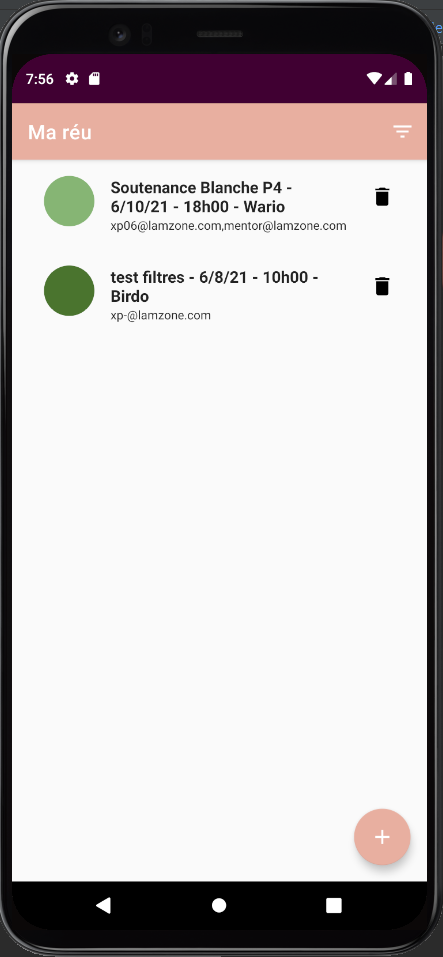 7:56
Ma réu
Soutenance Blanche P4 -
6/10/21 - 18h00 - Wario
xp06@lamzone.com,mentor@lamzone.com
test filtres - 6/8/21 - 10h00 -
Birdo
xp-@lamzone.com